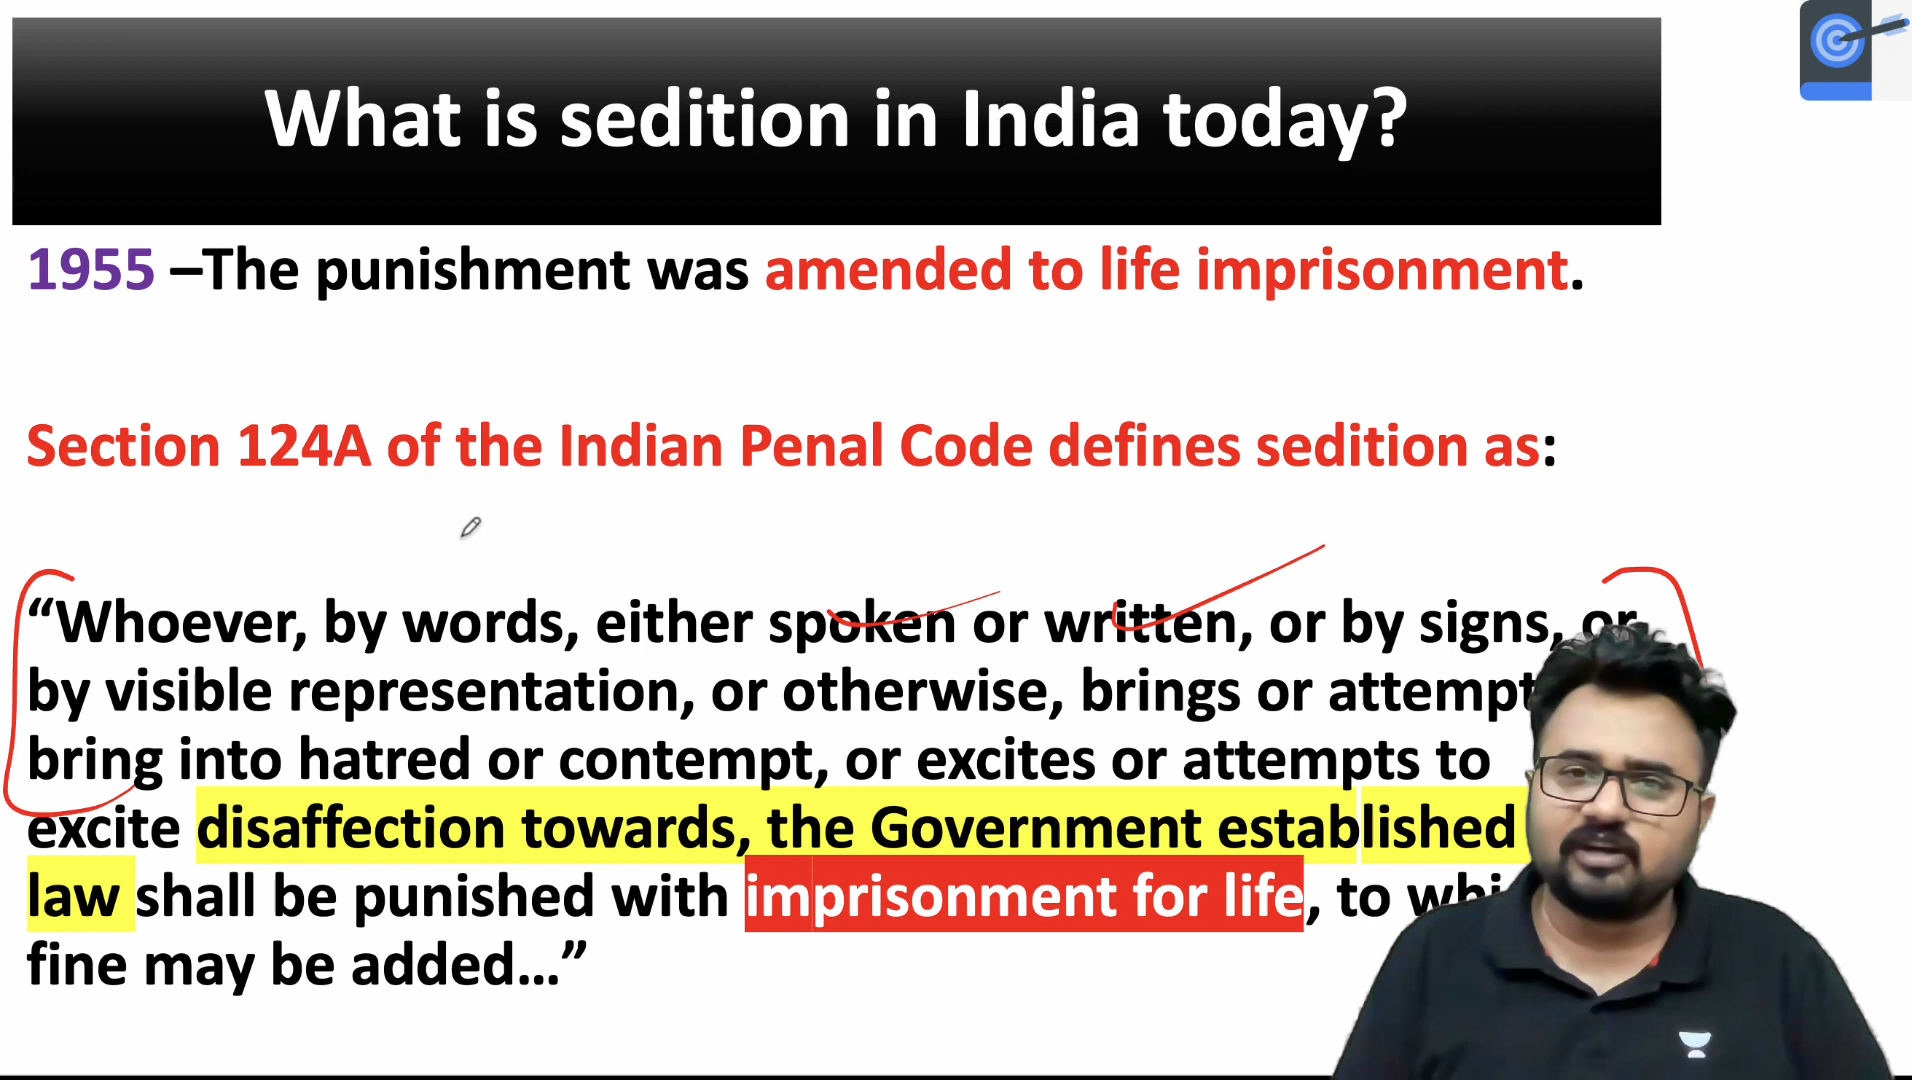 What is sedition in India today?
1955 –The punishment was amended to life imprisonment.
Section 124A of the Indian Penal Code defines sedition as:
“Whoever, by words, either spoken or written, or by signs, or
by visible representation, or otherwise, brings or attempt
bring into hatred or contempt, or excites or attempts to
excite disaffection towards, the Government established
law shall be punished with imprisonment for life, to
fine may be added...”